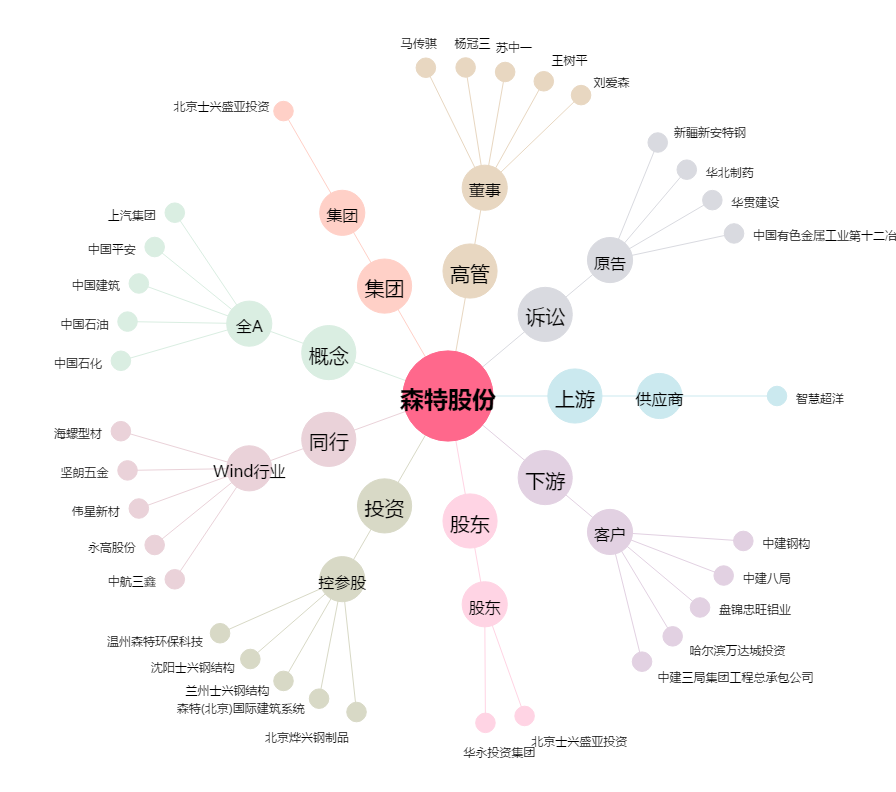 马传骐
杨冠三
苏中一
王树平
刘爱森
董事
高管
北京士兴盛亚投资
集团
集团
新疆新安特钢
华北制药
华贯建设
中国有色金属工业第十二冶
原告
诉讼
上汽集团
中国平安
中国建筑
中国石油
中国石化
全A
概念
森特股份
上游
供应商
智慧超洋
海螺型材
坚朗五金
伟星新材
永高股份
中航三鑫
Wind行业
同行
下游
客户
中建钢构
中建八局
盘锦忠旺铝业
哈尔滨万达城投资
中建三局集团工程总承包公司
投资
控参股
温州森特环保科技
沈阳士兴钢结构
兰州士兴钢结构
森特(北京)国际建筑系统
北京烨兴钢制品
股东
股东
华永投资集团
北京士兴盛亚投资